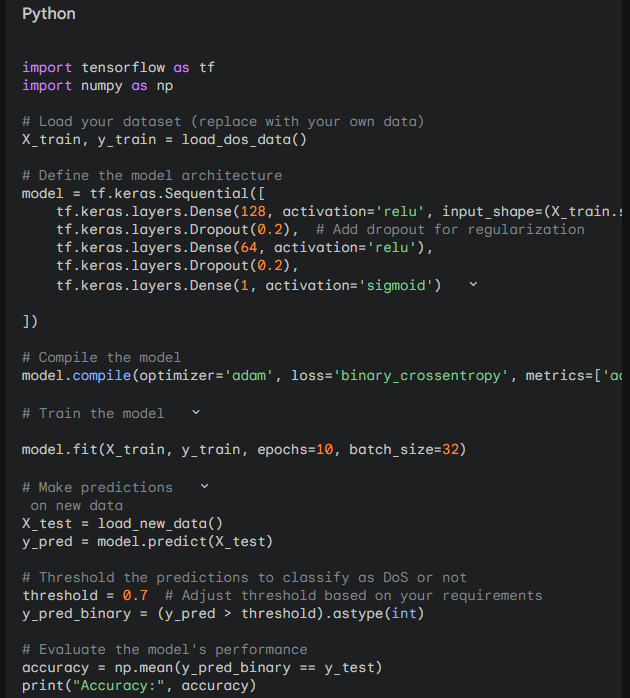 Python
import tensorflow as tf
import numpy as np
# Load your dataset (replace with your own data)
X_train, y_train = load_dos_data()
# Define the model architecture
model = tf.keras.Sequential([
    tf.keras.layers.Dense(128, activation='relu', input_shape=(X_train.s
    tf.keras.layers.Dropout(0.2),  # Add dropout for regularization
    tf.keras.layers.Dense(64, activation='relu'),
    tf.keras.layers.Dropout(0.2),
    tf.keras.layers.Dense(1, activation='sigmoid')
])
# Compile the model
model.compile(optimizer='adam', loss='binary_crossentropy', metrics=['ac
# Train the model
model.fit(X_train, y_train, epochs=10, batch_size=32)
# Make predictions
 on new data
X_test = load_new_data()
y_pred = model.predict(X_test)
# Threshold the predictions to classify as DoS or not
threshold = 0.7  # Adjust threshold based on your requirements
y_pred_binary = (y_pred > threshold).astype(int)
# Evaluate the model's performance
accuracy = np.mean(y_pred_binary == y_test)
print("Accuracy:", accuracy)